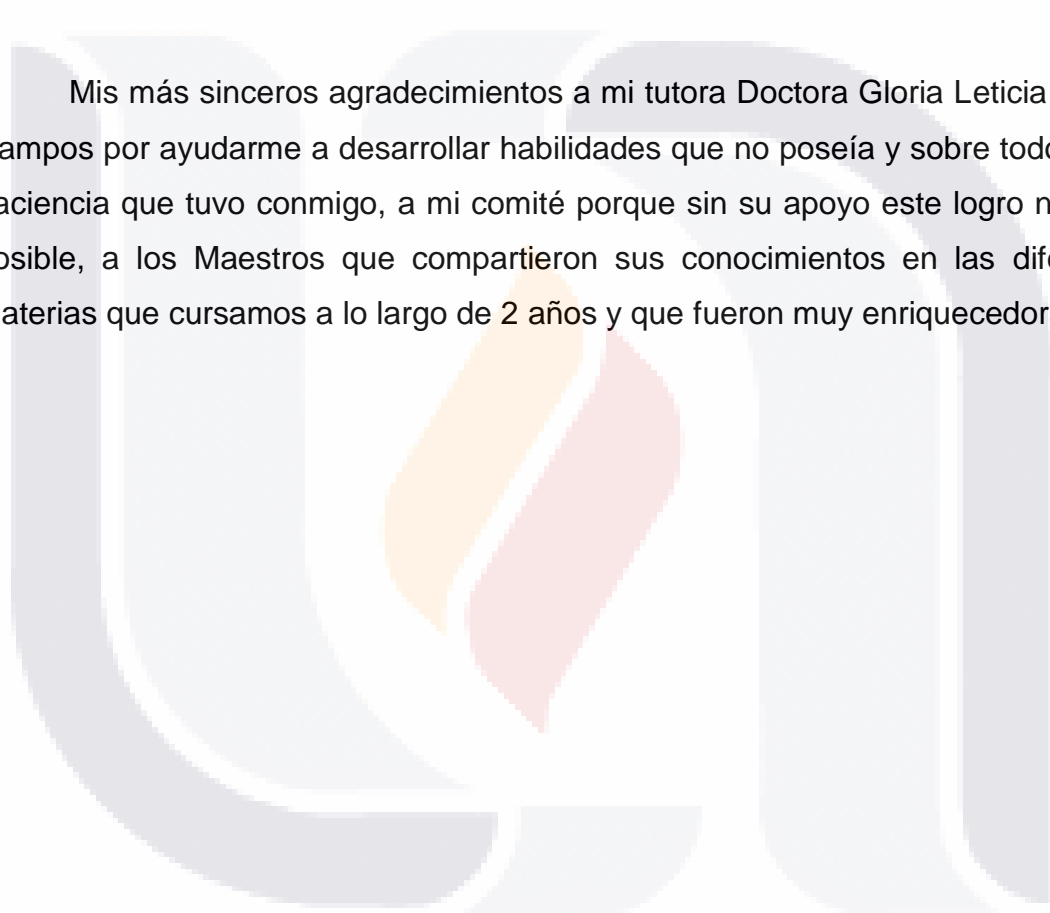 Mis más sinceros agradecimientos a mi tutora Doctora Gloria Leticia
ampos por ayudarme a desarrollar habilidades que no poseía y sobre todo
aciencia que tuvo conmigo, a mi comité porque sin su apoyo este logro n
osible, a los Maestros que compartieron sus conocimientos en las dife
aterias que cursamos a lo largo de 2 años y que fueron muy enriquecedor